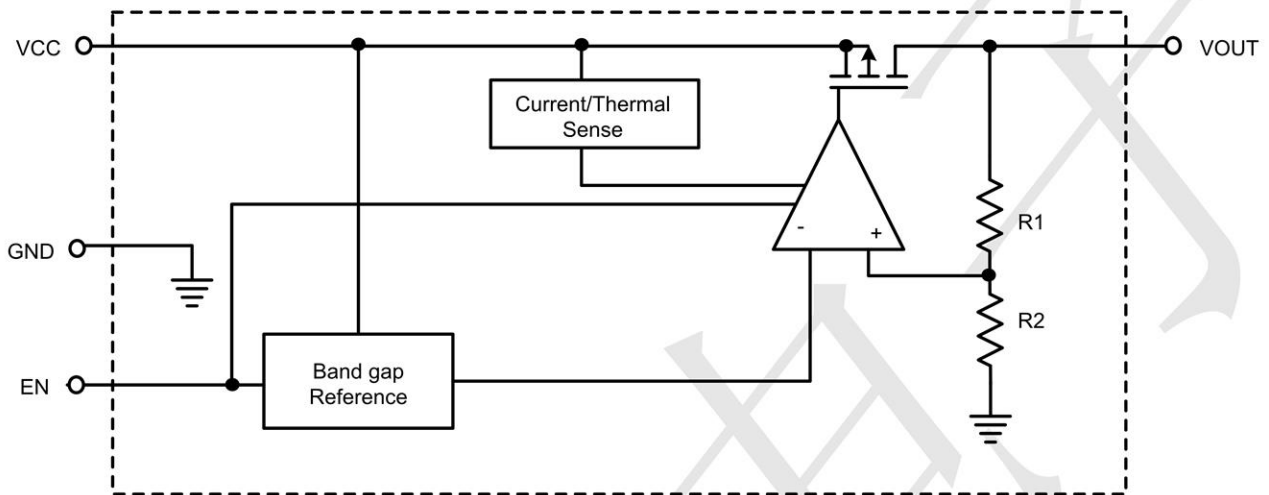 VCC
VOUT
Current/Thermal
Sense
R1
- +
GND
R2
EN
Band gap
Reference